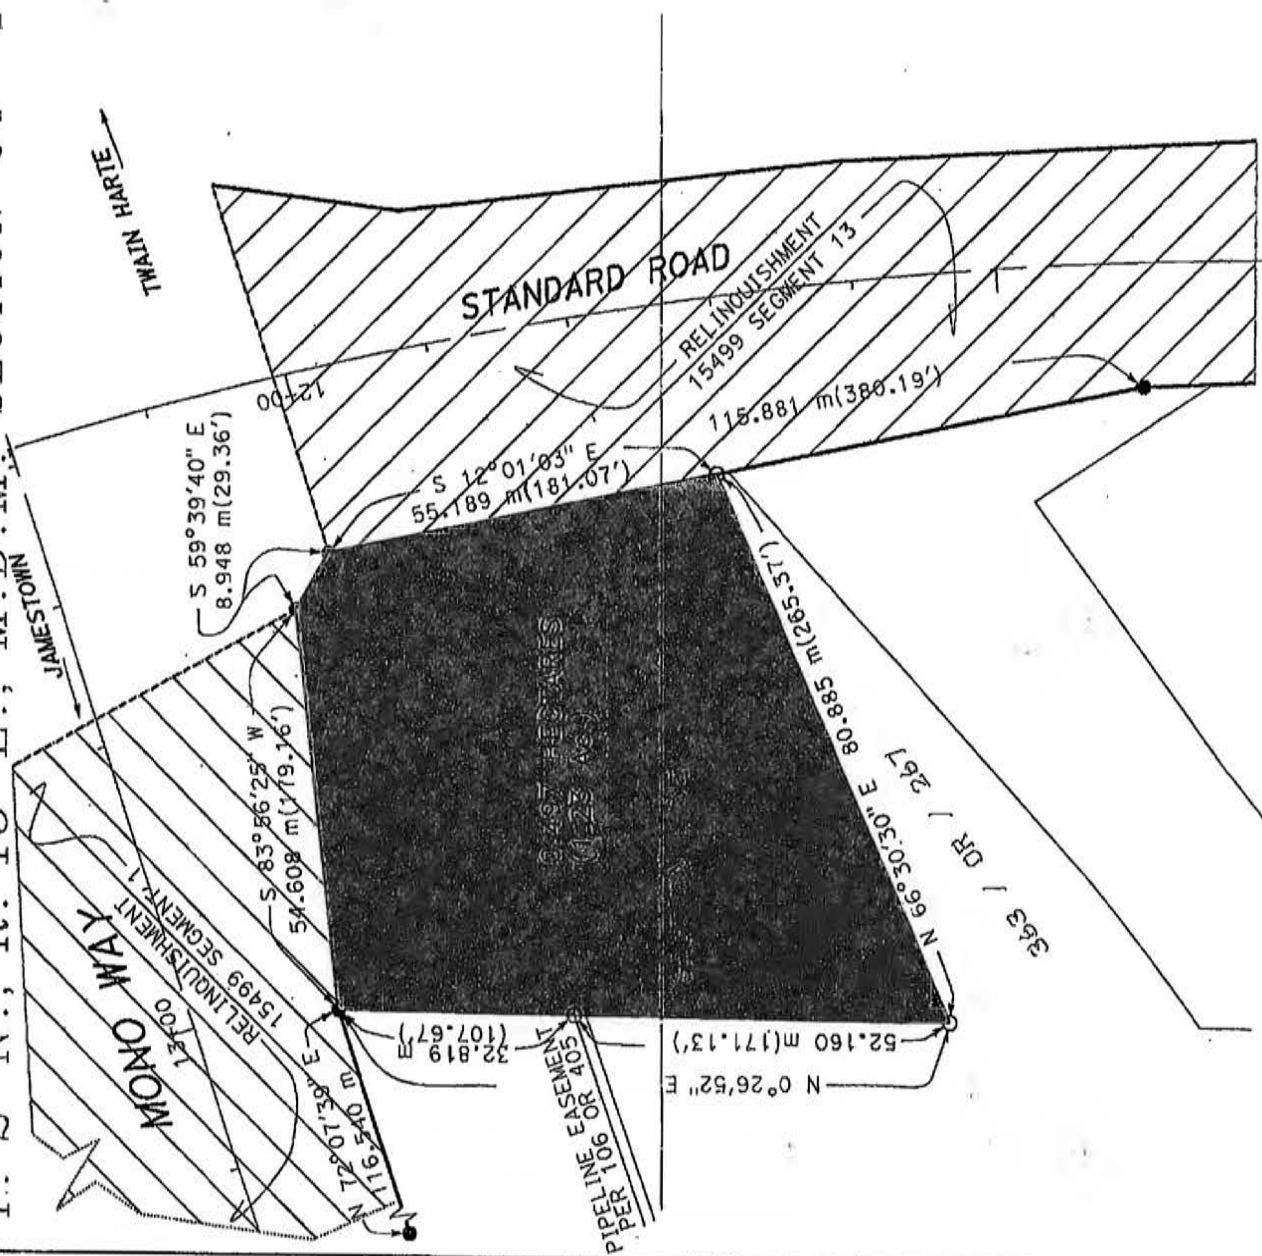 TWAIN HARTE
JAMESTOWN
S 59°39'40" E
8.948 m(29.36')
12+00
STANDARD ROAD
RELINQUISHMENT
15499 SEGMENT 13
S 12°01'03" E
55.189 m(181.07')
115.881 m(380.19')
S 83°56'25" W
54.608 m(179.16')
MONO WAY
13+00
RELINQUISHMENT
15499 SEGMENT 1
N 72°07'39" E
116.540 m
32.819 m
(107.67')
PIPELINE EASEMENT
PER 106 OR 405
52.160 m(171.13')
N 0°26'52" E
N 66°30'30" E 80.885 m(265.37')
363 / OR / 267
HECTARES